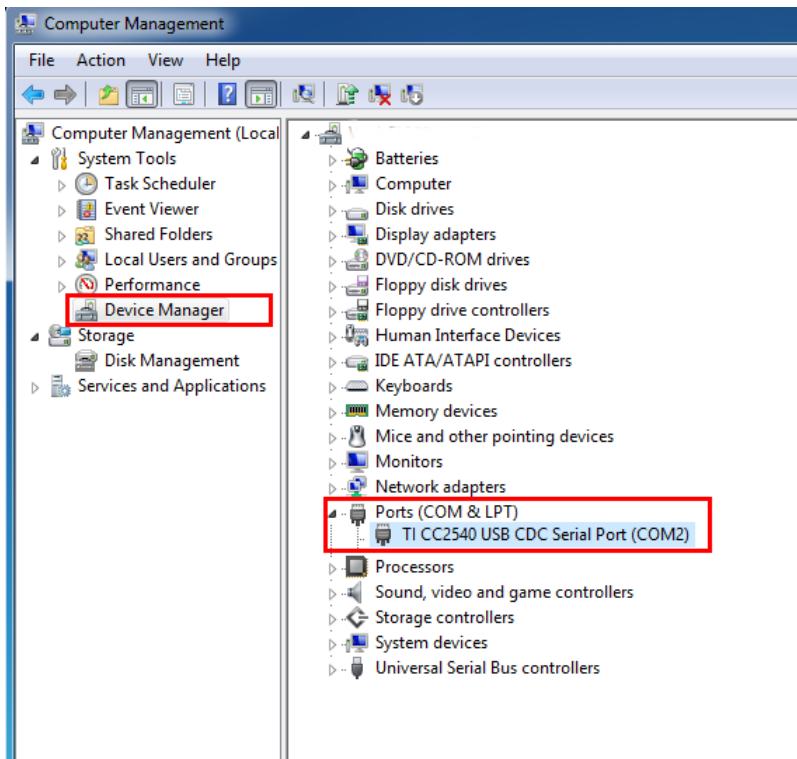 Computer Management
File Action View Help
Computer Management (Local
System Tools
Task Scheduler
Event Viewer
Shared Folders
Local Users and Groups
Performance
Device Manager
Storage
Disk Management
Services and Applications
Batteries
Computer
Disk drives
Display adapters
DVD/CD-ROM drives
Floppy disk drives
Floppy drive controllers
Human Interface Devices
IDE ATA/ATAPI controllers
Keyboards
Memory devices
Mice and other pointing devices
Monitors
Network adapters
Ports (COM & LPT)
TI CC2540 USB CDC Serial Port (COM2)
Processors
Sound, video and game controllers
Storage controllers
System devices
Universal Serial Bus controllers